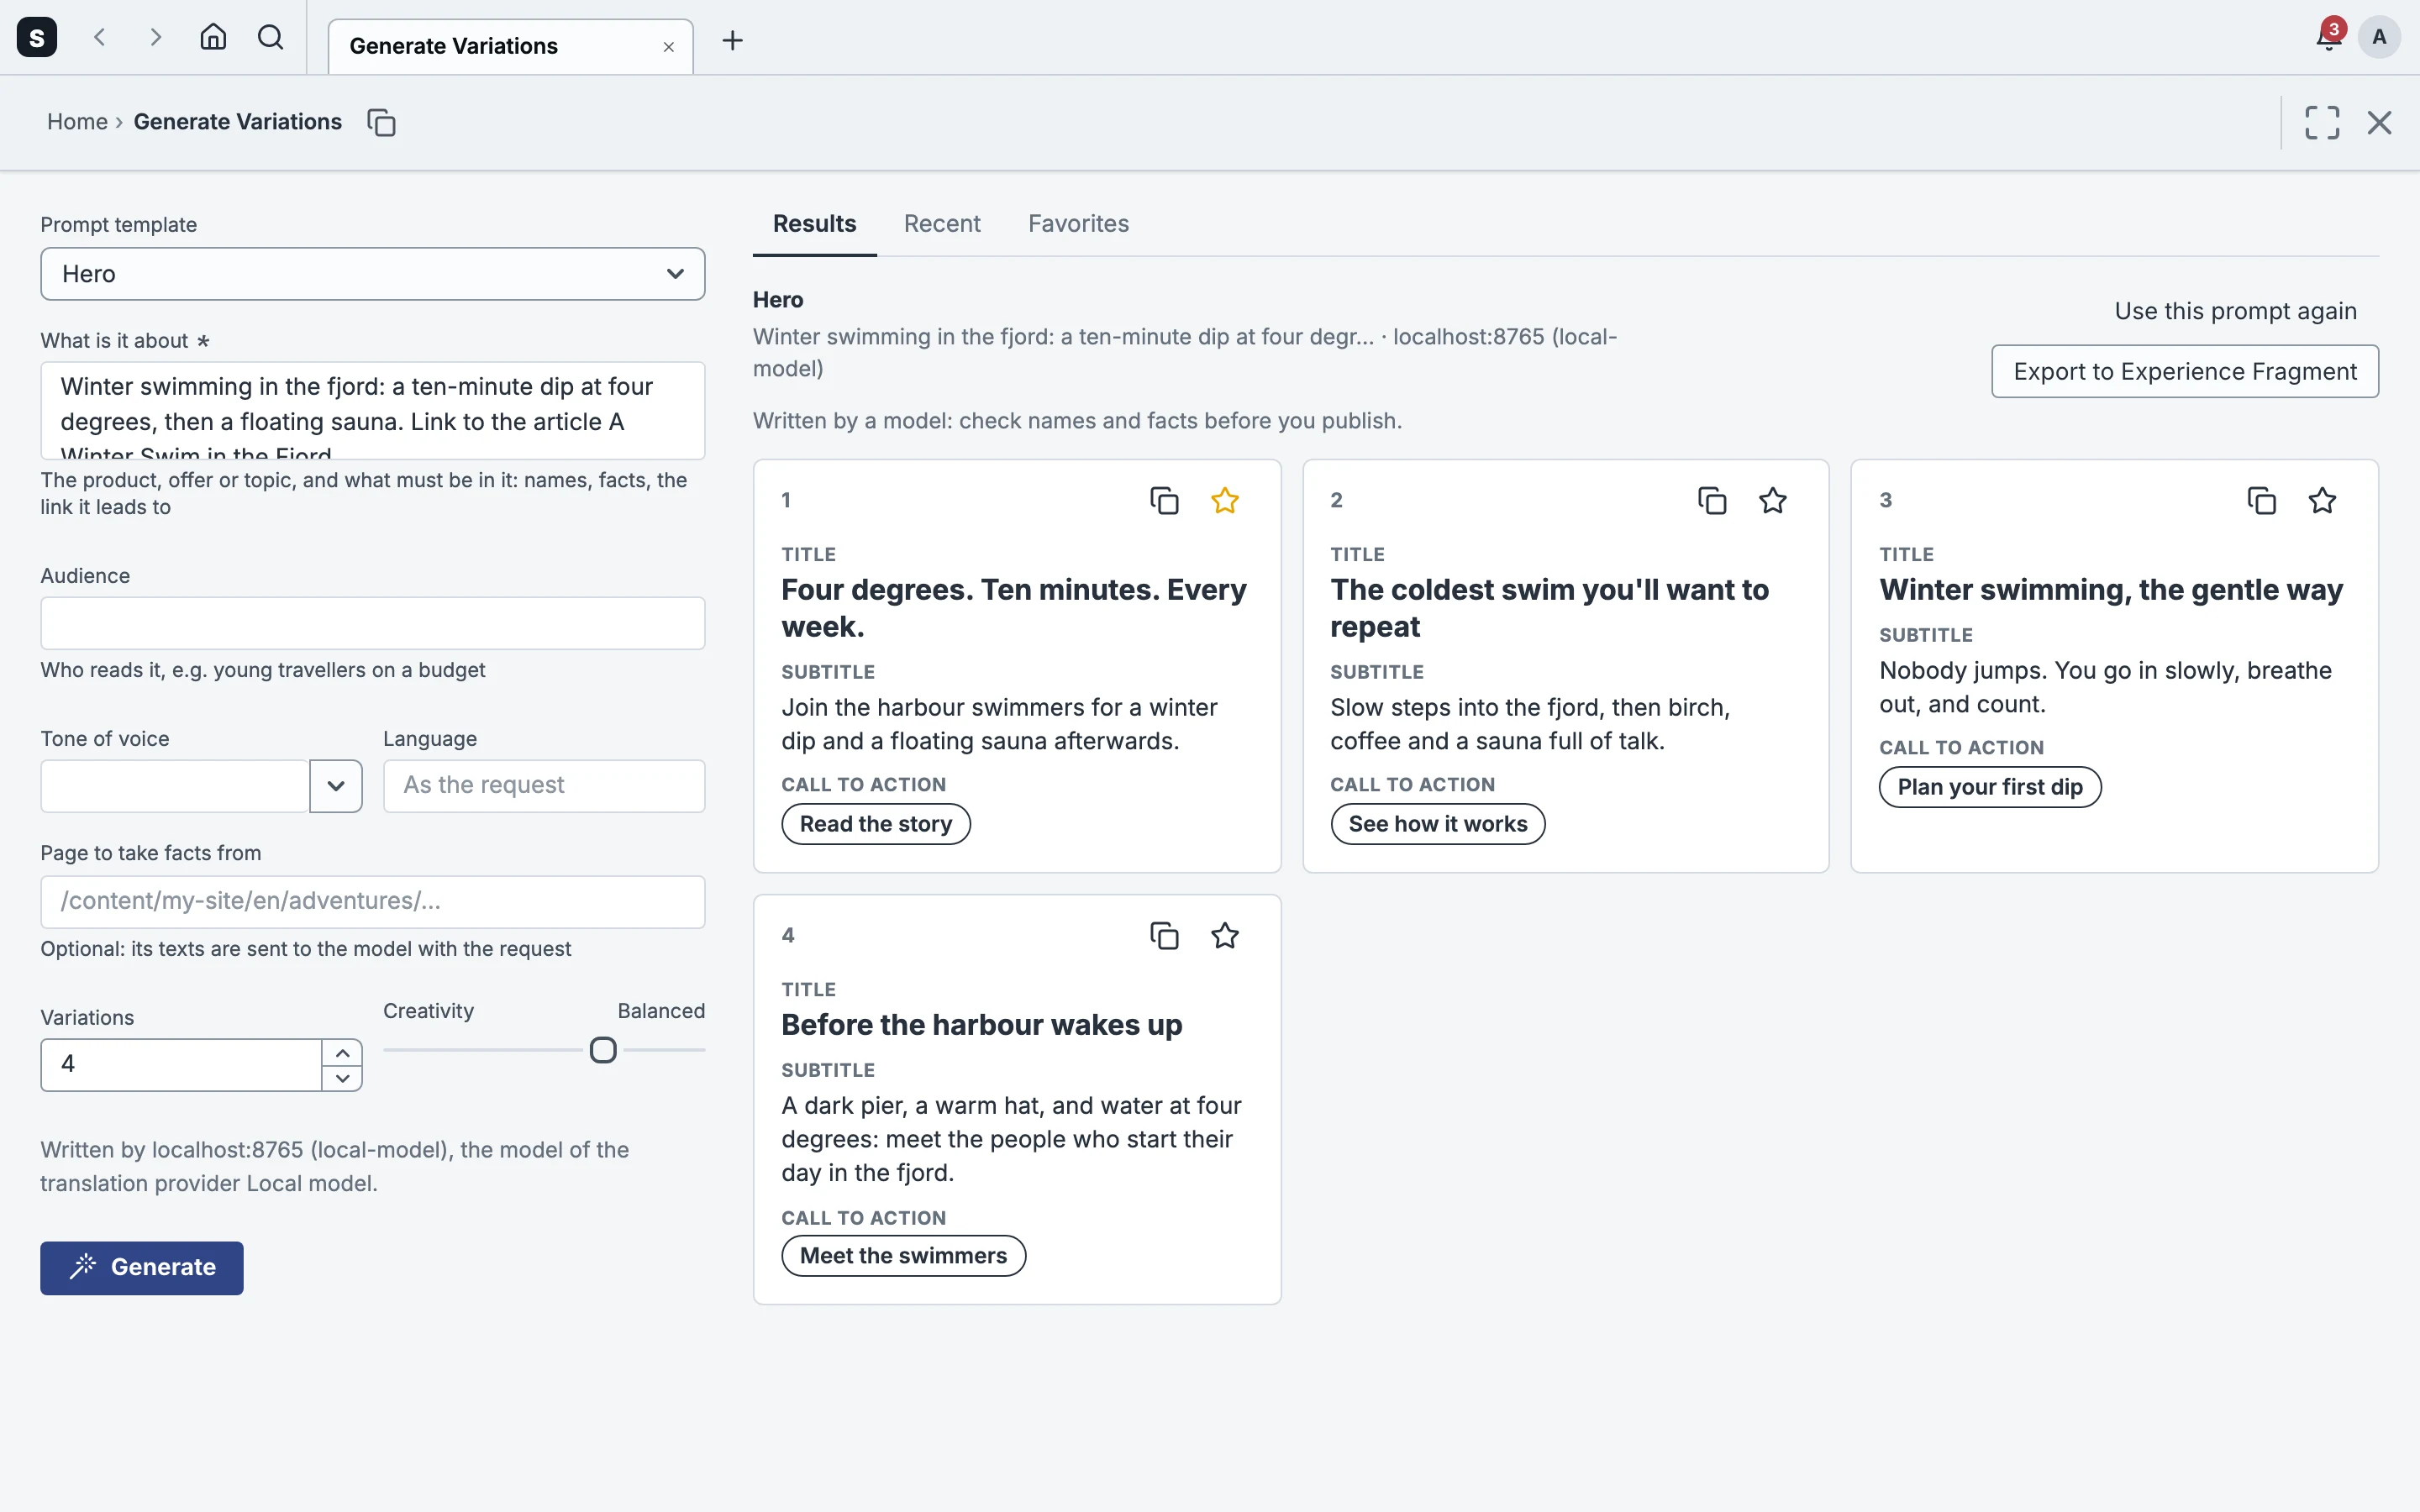 S
Generate Variations
3
A
Home › Generate Variations
Prompt template
Hero
What is it about *
Winter swimming in the fjord: a ten-minute dip at four
degrees, then a floating sauna. Link to the article A
Winter Swim in the Fjord
The product, offer or topic, and what must be in it: names, facts, the
link it leads to
Audience
Who reads it, e.g. young travellers on a budget
Tone of voice
Language
As the request
Page to take facts from
/content/my-site/en/adventures/...
Optional: its texts are sent to the model with the request
Variations
4
Creativity
Balanced
Written by localhost:8765 (local-model), the model of the
translation provider Local model.
Generate
Results
Recent
Favorites
Hero
Winter swimming in the fjord: a ten-minute dip at four degr... · localhost:8765 (local-
model)
Written by a model: check names and facts before you publish.
Use this prompt again
Export to Experience Fragment
1
TITLE
Four degrees. Ten minutes. Every
week.
SUBTITLE
Join the harbour swimmers for a winter
dip and a floating sauna afterwards.
CALL TO ACTION
Read the story
2
TITLE
The coldest swim you'll want to
repeat
SUBTITLE
Slow steps into the fjord, then birch,
coffee and a sauna full of talk.
CALL TO ACTION
See how it works
3
TITLE
Winter swimming, the gentle way
SUBTITLE
Nobody jumps. You go in slowly, breathe
out, and count.
CALL TO ACTION
Plan your first dip
4
TITLE
Before the harbour wakes up
SUBTITLE
A dark pier, a warm hat, and water at four
degrees: meet the people who start their
day in the fjord.
CALL TO ACTION
Meet the swimmers